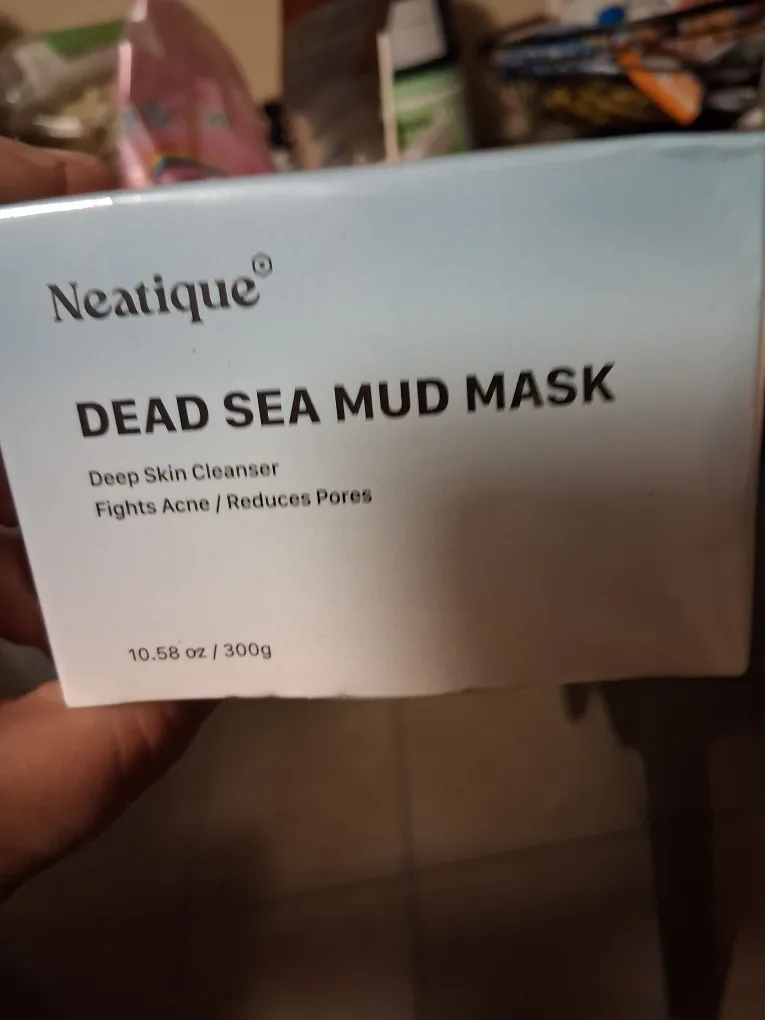 Neatique
DEAD SEA MUD MASK
Deep Skin Cleanser
Fights Acne / Reduces Pores
10.58 oz / 300g